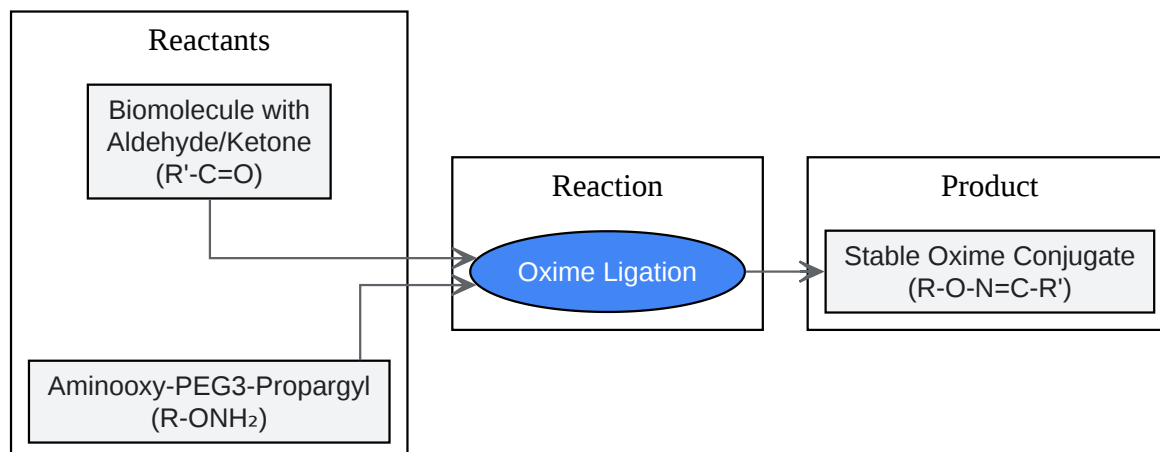 Reactants
Biomolecule with
Aldehyde/Ketone
(R'-C=O)
Aminooxy-PEG3-Propargyl
(R-ONH₂)
Reaction
Oxime Ligation
Product
Stable Oxime Conjugate
(R-O-N=C-R')